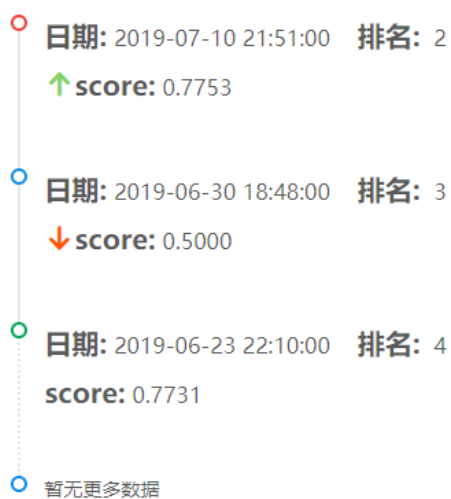 日期: 2019-07-10 21:51:00 排名: 2
↑score: 0.7753
日期: 2019-06-30 18:48:00 排名: 3
↓score: 0.5000
日期: 2019-06-23 22:10:00 排名: 4
score: 0.7731
暂无更多数据